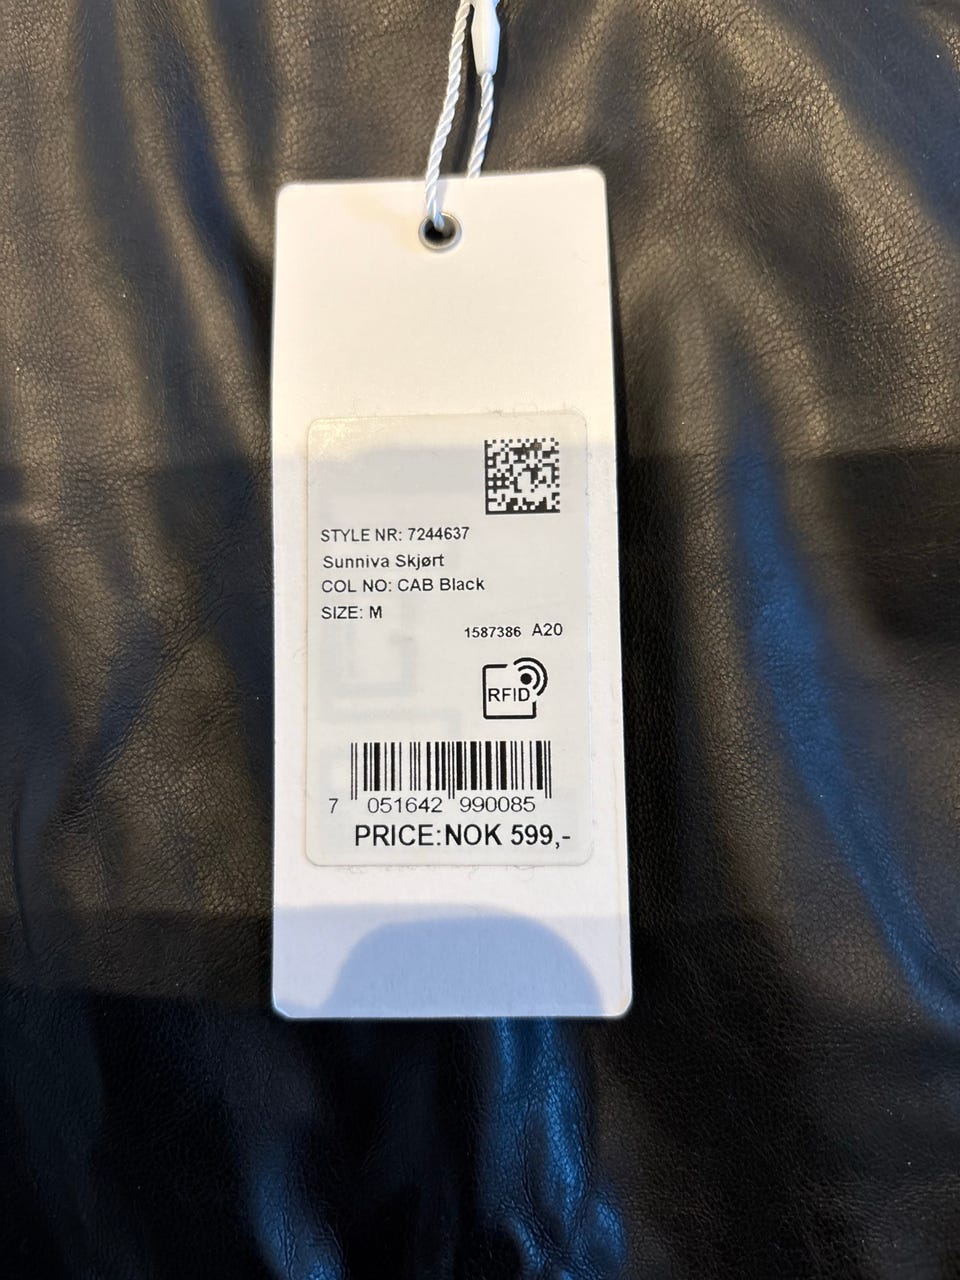 STYLE NR: 7244637
Sunniva Skjørt
COL NO: CAB Black
SIZE: M
1587386 A20
RFID
7 051642 990085
PRICE:NOK 599,-